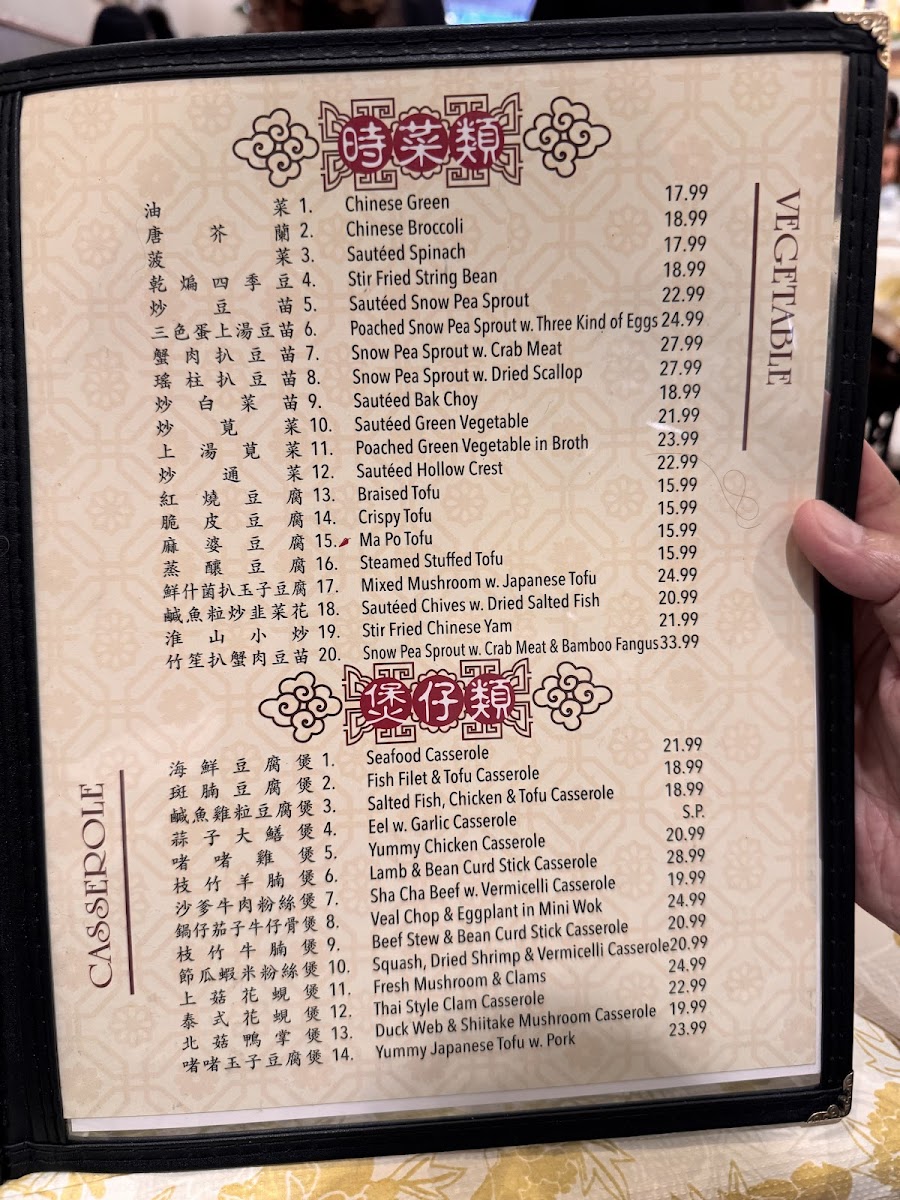 時菜類
VEGETABLE
油菜 1. Chinese Green 17.99
唐芥蘭 2. Chinese Broccoli 18.99
菠菜 3. Sautéed Spinach 17.99
乾煸四季豆 4. Stir Fried String Bean 18.99
炒豆苗 5. Sautéed Snow Pea Sprout 22.99
三色蛋上湯豆苗 6. Poached Snow Pea Sprout w. Three Kind of Eggs 24.99
蟹肉扒豆苗 7. Snow Pea Sprout w. Crab Meat 27.99
瑤柱扒豆苗 8. Snow Pea Sprout w. Dried Scallop 27.99
炒白菜苗 9. Sautéed Bak Choy 18.99
炒莧菜 10. Sautéed Green Vegetable 21.99
上湯莧菜 11. Poached Green Vegetable in Broth 23.99
炒通菜 12. Sautéed Hollow Crest 22.99
紅燒豆腐 13. Braised Tofu 15.99
脆皮豆腐 14. Crispy Tofu 15.99
麻婆豆腐 15. Ma Po Tofu 15.99
蒸釀豆腐 16. Steamed Stuffed Tofu 15.99
鮮什菌扒玉子豆腐 17. Mixed Mushroom w. Japanese Tofu 24.99
鹹魚粒炒韭菜花 18. Sautéed Chives w. Dried Salted Fish 20.99
淮山小炒 19. Stir Fried Chinese Yam 21.99
竹笙扒蟹肉豆苗 20. Snow Pea Sprout w. Crab Meat & Bamboo Fangus 33.99
煲仔類
CASSEROLE
海鮮豆腐煲 1. Seafood Casserole 21.99
斑腩豆腐煲 2. Fish Filet & Tofu Casserole 18.99
鹹魚雞粒豆腐煲 3. Salted Fish, Chicken & Tofu Casserole 18.99
蒜子大鱔煲 4. Eel w. Garlic Casserole S.P.
啫啫雞煲 5. Yummy Chicken Casserole 20.99
枝竹羊腩煲 6. Lamb & Bean Curd Stick Casserole 28.99
沙爹牛肉粉絲煲 7. Sha Cha Beef w. Vermicelli Casserole 19.99
鍋仔茄子牛仔骨煲 8. Veal Chop & Eggplant in Mini Wok 24.99
枝竹牛腩煲 9. Beef Stew & Bean Curd Stick Casserole 20.99
節瓜蝦米粉絲煲 10. Squash, Dried Shrimp & Vermicelli Casserole 20.99
上菇花蜆煲 11. Fresh Mushroom & Clams 24.99
泰式花蜆煲 12. Thai Style Clam Casserole 22.99
北菇鴨掌煲 13. Duck Web & Shiitake Mushroom Casserole 19.99
啫啫玉子豆腐煲 14. Yummy Japanese Tofu w. Pork 23.99